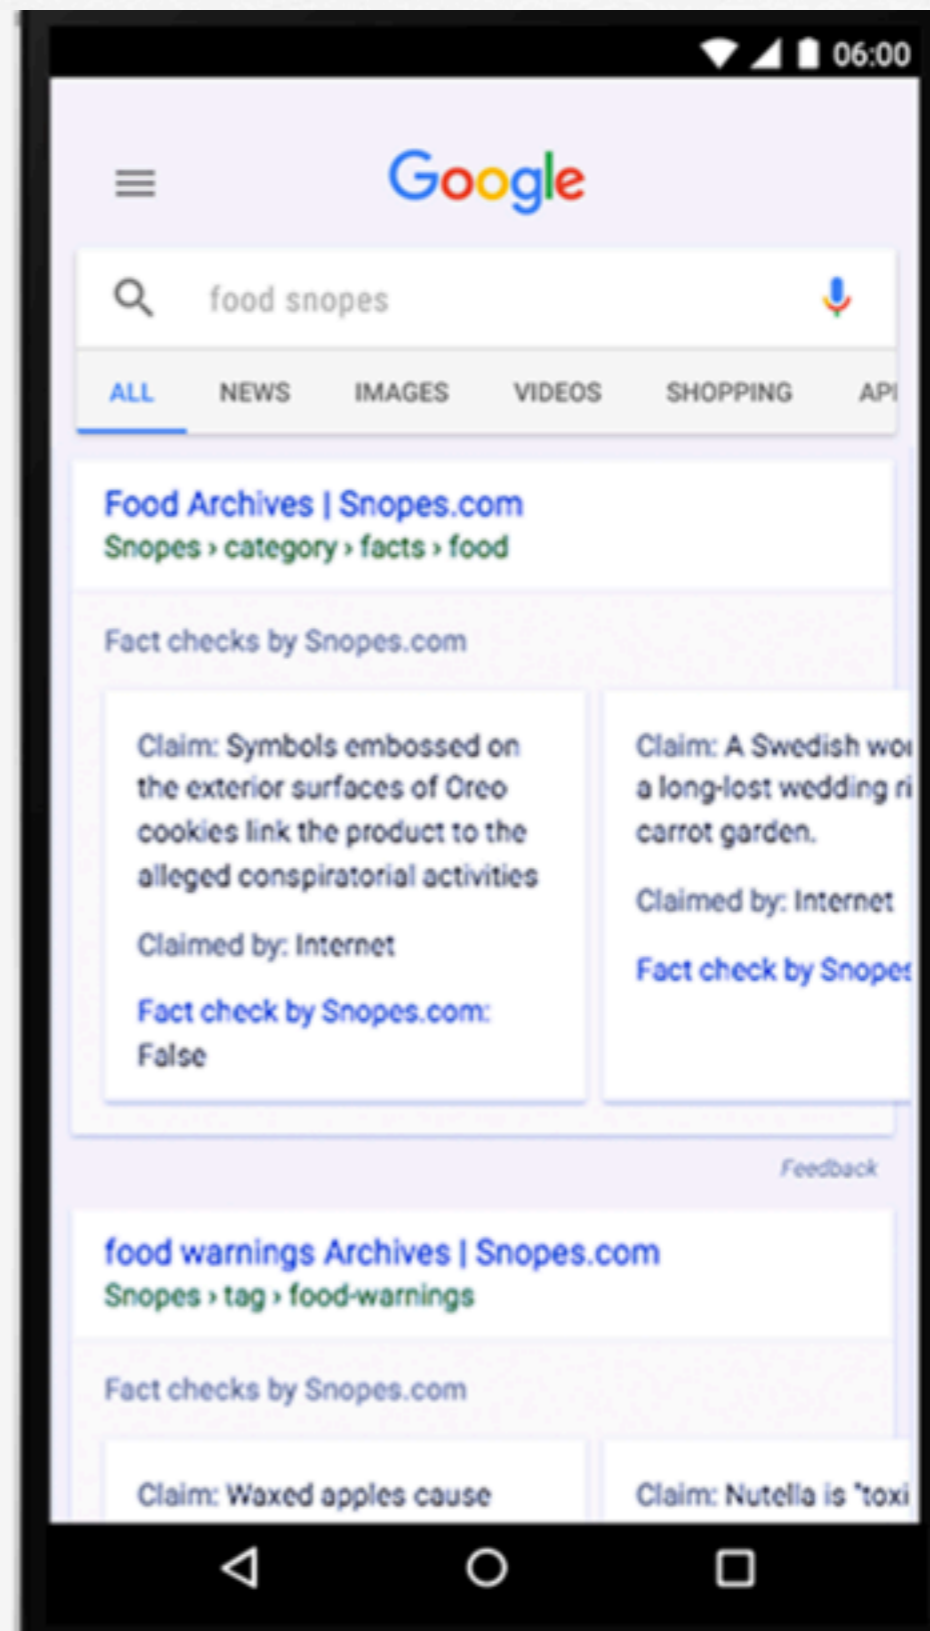 06:00
Google
food snopes
ALL NEWS IMAGES VIDEOS SHOPPING
Food Archives | Snopes.com
Snopes › category › facts › food
Fact checks by Snopes.com
Claim: Symbols embossed on
the exterior surfaces of Oreo
cookies link the product to the
alleged conspiratorial activities
Claimed by: Internet
Fact check by Snopes.com:
False
Claim: A Swedish
a long-lost wedding
carrot garden.
Claimed by: Internet
Fact check by Snopes
Feedback
food warnings Archives | Snopes.com
Snopes › tag › food-warnings
Fact checks by Snopes.com
Claim: Waxed apples cause
Claim: Nutella is